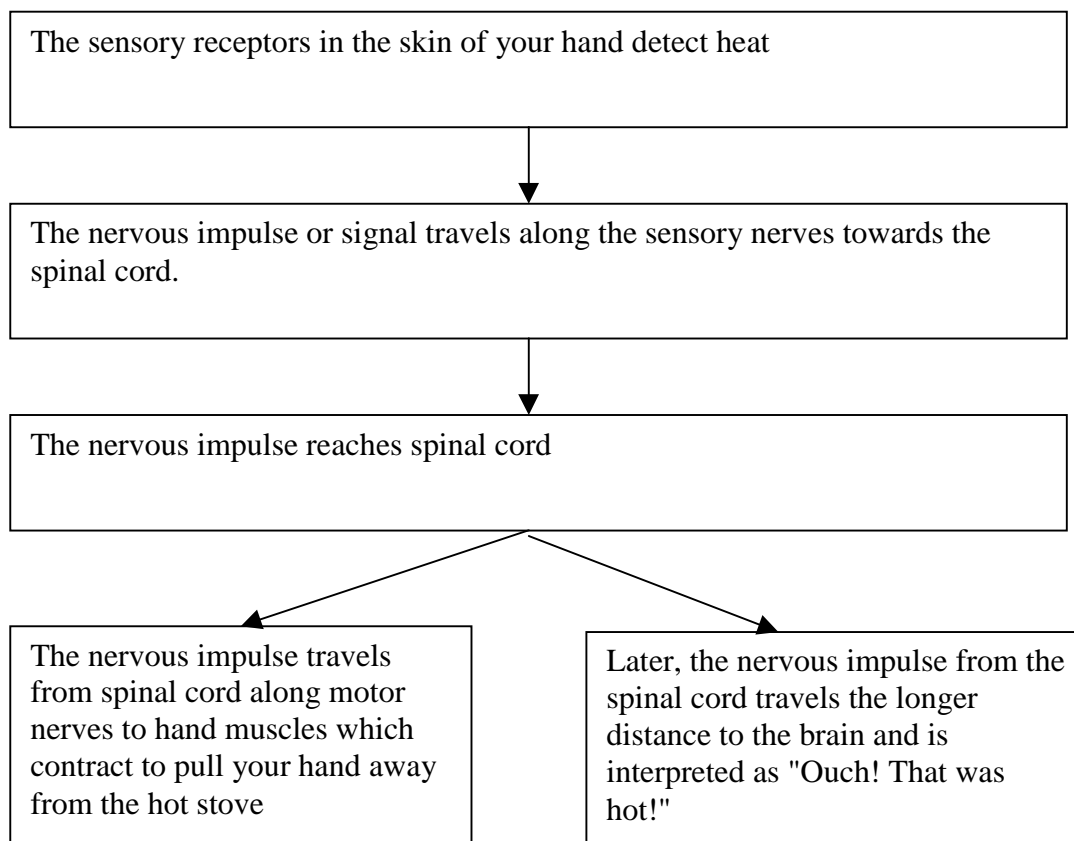 The sensory receptors in the skin of your hand detect heat
The nervous impulse or signal travels along the sensory nerves towards the
spinal cord.
The nervous impulse reaches spinal cord
The nervous impulse travels
from spinal cord along motor
nerves to hand muscles which
contract to pull your hand away
from the hot stove
Later, the nervous impulse from the
spinal cord travels the longer
distance to the brain and is
interpreted as "Ouch! That was
hot!"